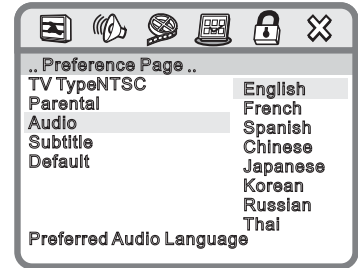 .. Preference Page ..
TV TypeNTSC
Parental
Audio
Subtitle
Default
English
French
Spanish
Chinese
Japanese
Korean
Russian
Thai
Preferred Audio Language